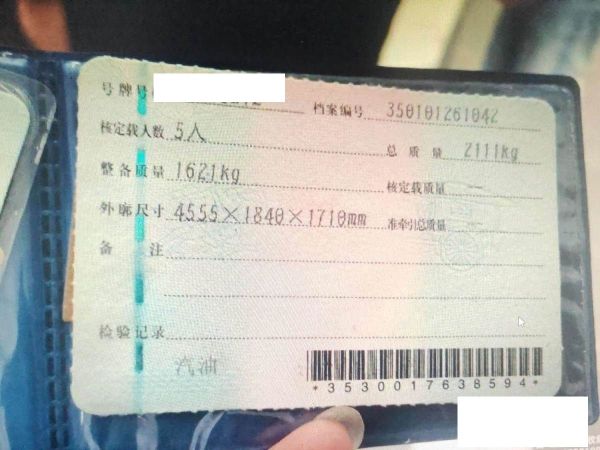 号牌号
档案编号 350101261042
核定载人数 5人
总质量 2111kg
整备质量 1621kg
核定载质量 —
外廓尺寸 4555×1840×1710mm
准牵引总质量 —
备注
检验记录
汽油
*3530017638594*